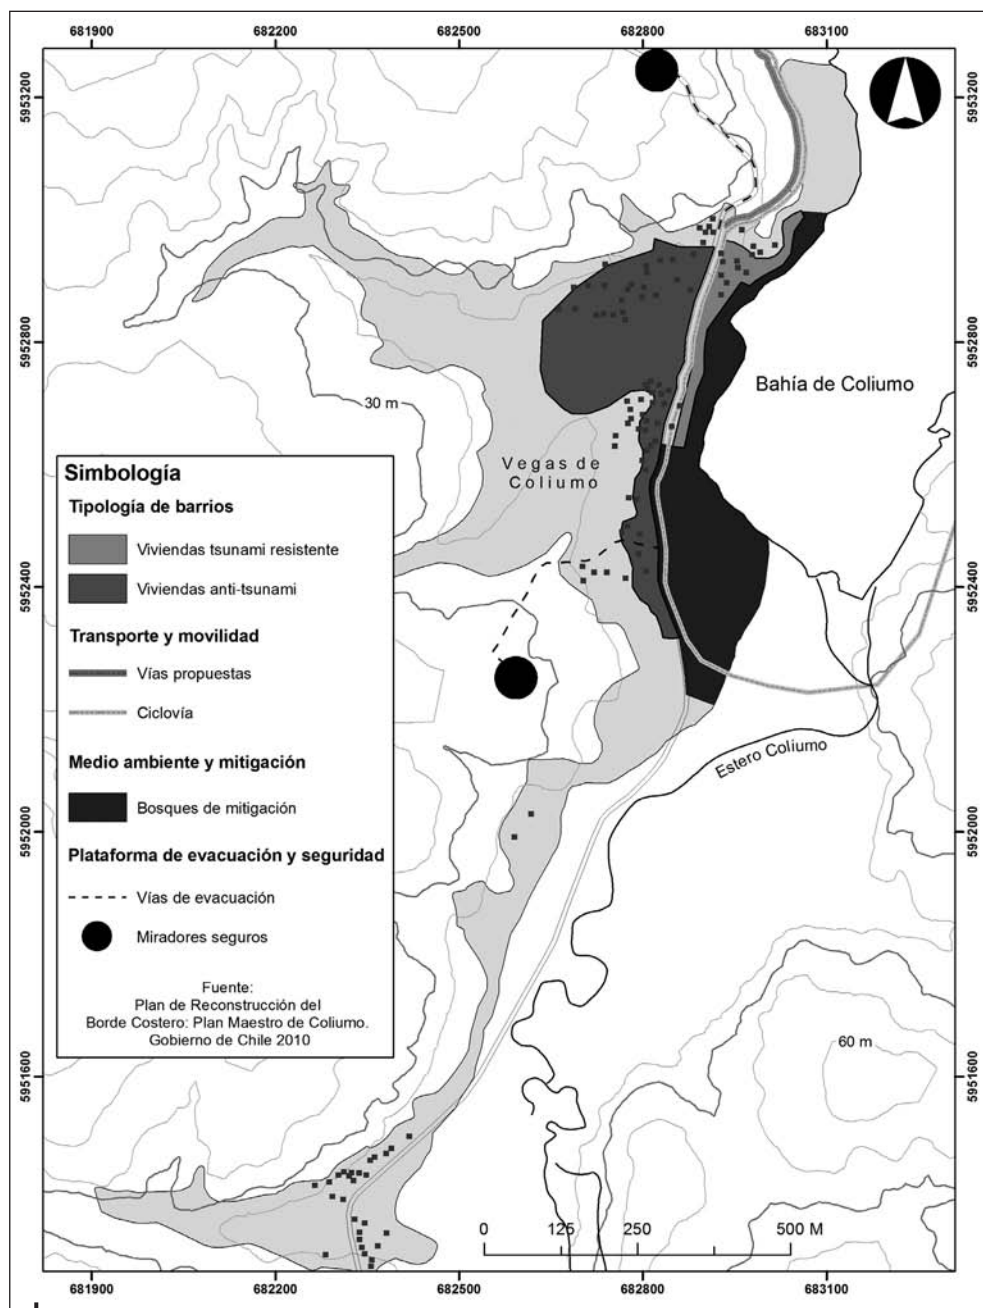 681900 682200 682500 682800 683100
5953200 5953200
5952800 5952800
Bahía de Coliumo
30 m
Vegas de
Coliumo
Simbología
Tipología de barrios
Viviendas tsunami resistente
Viviendas anti-tsunami
5952400 5952400
Transporte y movilidad
Vías propuestas
Ciclovía
Estero Coliumo
Medio ambiente y mitigación
Bosques de mitigación
5952000 5952000
Plataforma de evacuación y seguridad
Vías de evacuación
Miradores seguros
Fuente:
Plan de Reconstrucción del
Borde Costero: Plan Maestro de Coliumo.
Gobierno de Chile 2010
60 m
5951600 5951600
0 125 250 500 M
681900 682200 682500 682800 683100